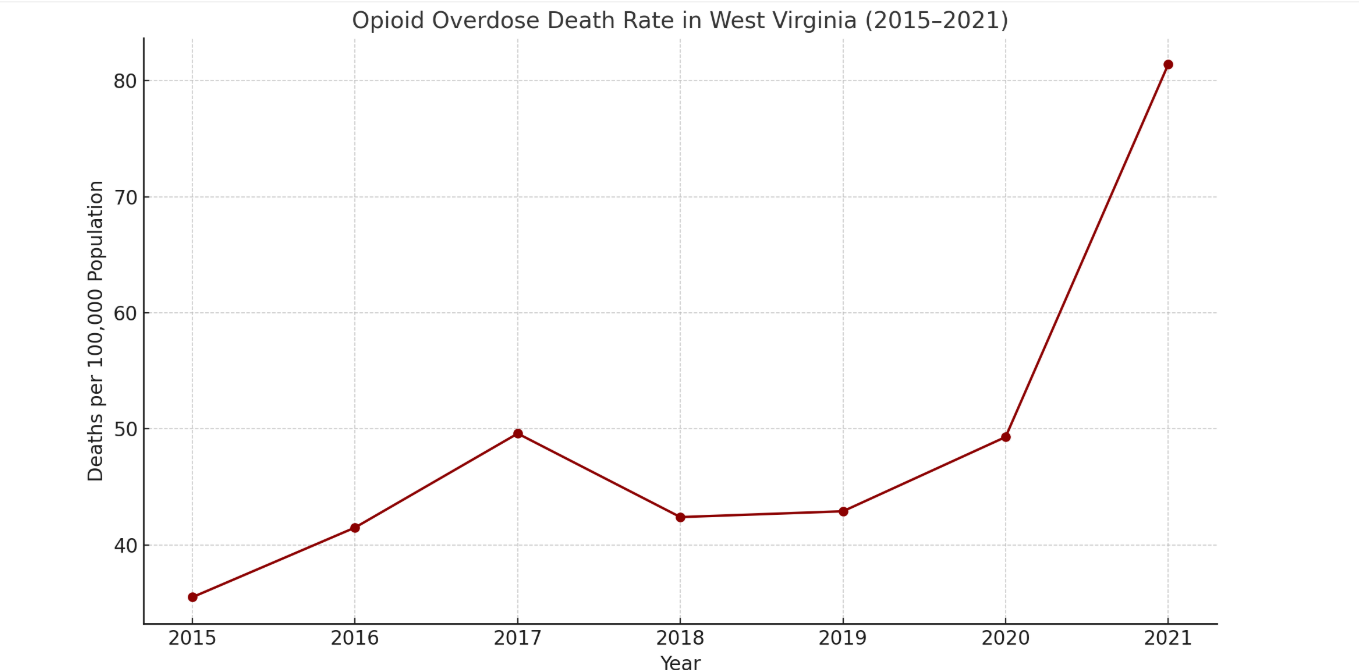 Opioid Overdose Death Rate in West Virginia (2015–2021)
Deaths per 100,000 Population
80
70
60
50
40
2015 2016 2017 2018 2019 2020 2021
Year